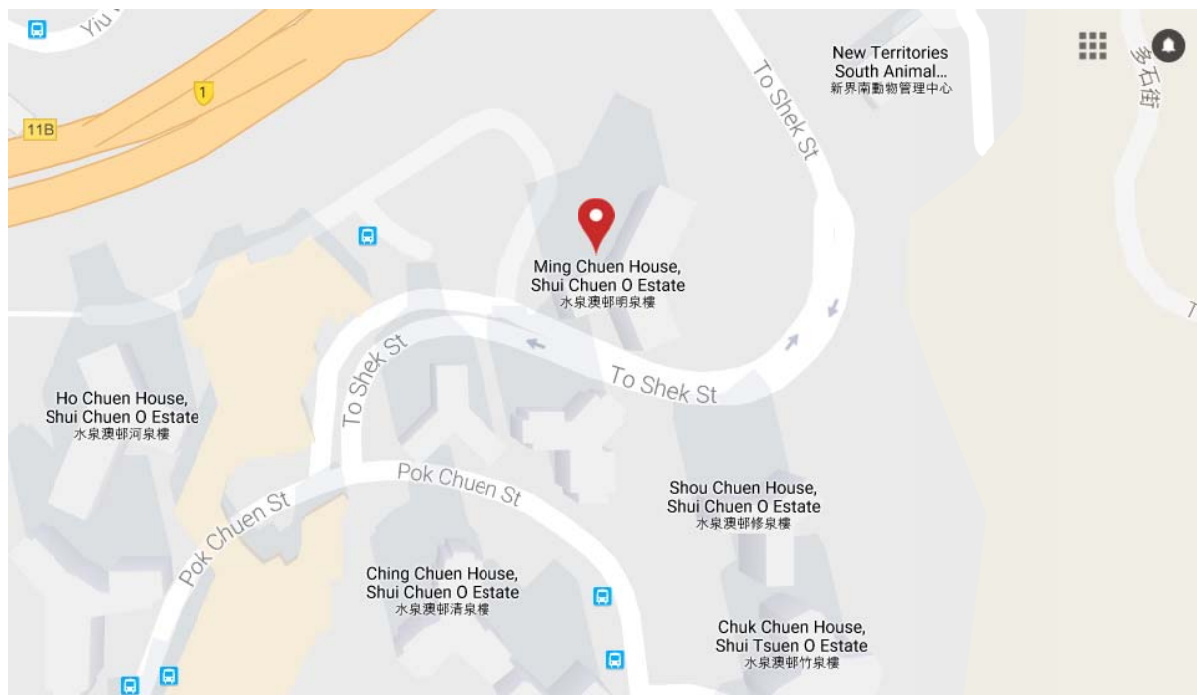 Yiu
1
11B
New Territories
South Animal...
新界南動物管理中心
多石街
To Shek St
Ming Chuen House,
Shui Chuen O Estate
水泉澳邨明泉樓
T
To Shek St
To Shek St
Ho Chuen House,
Shui Chuen O Estate
水泉澳邨河泉樓
Pok Chuen St
Pok Chuen St
Shou Chuen House,
Shui Chuen O Estate
水泉澳邨修泉樓
Ching Chuen House,
Shui Chuen O Estate
水泉澳邨清泉樓
Chuk Chuen House,
Shui Tsuen O Estate
水泉澳邨竹泉樓